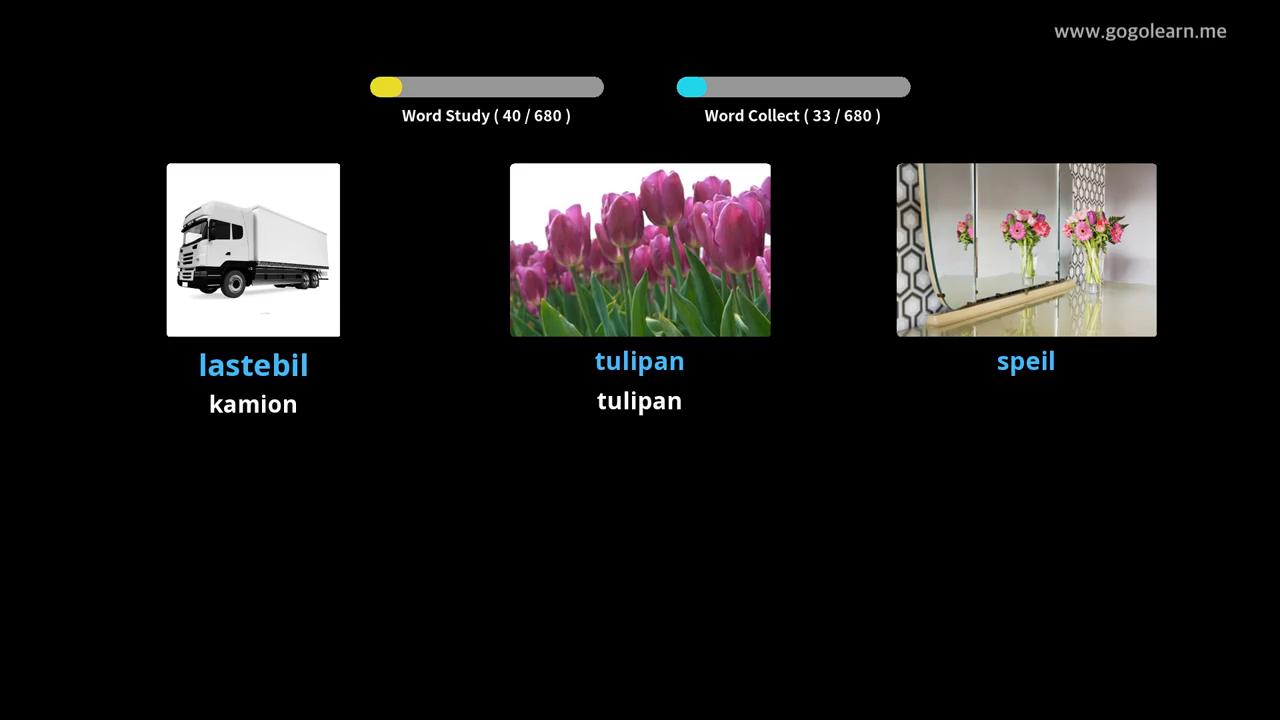 www.gogolearn.me
Word Study ( 40 / 680 )
Word Collect ( 33 / 680 )
lastebil
kamion
tulipan
tulipan
speil